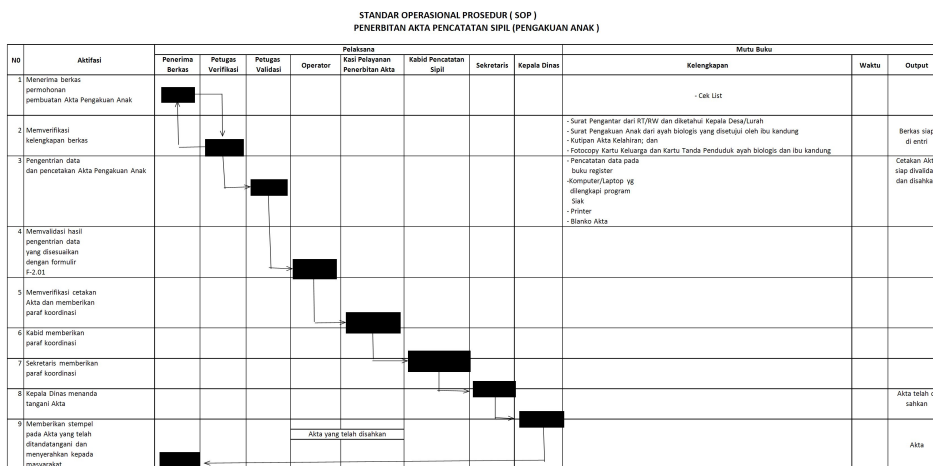 STANDAR OPERASIONAL PROSEDUR ( SOP )
PENERBITAN AKTA PENCATATAN SIPIL (PENGAKUAN ANAK )
N0
Aktifasi
Pelaksana
Mutu Buku
Penerima
Berkas
Petugas
Verifikasi
Petugas
Validasi
Operator
Kasi Pelayanan
Penerbitan Akta
Kabid Pencatatan
Sipil
Sekretaris
Kepala Dinas
Kelengkapan
Waktu
Output
1 Menerima berkas
permohonan
pembuatan Akta Pengakuan Anak
- Cek List
2 Memverifikasi
kelengkapan berkas
- Surat Pengantar dari RT/RW dan diketahui Kepala Desa/Lurah
- Surat Pengakuan Anak dari ayah biologis yang disetujui oleh ibu kandung
- Kutipan Akta Kelahiran; dan
- Fotocopy Kartu Keluarga dan Kartu Tanda Penduduk ayah biologis dan ibu kandung
Berkas siap
di entri
3 Pengentrian data
dan pencetakan Akta Pengakuan Anak
- Pencatatan data pada
buku register
-Komputer/Laptop yg
dilengkapi program
Siak
- Printer
- Blanko Akta
Cetakan Akt
siap divalida
dan disahka
4 Memvalidasi hasil
pengentrian data
yang disesuaikan
dengan formulir
F-2.01
5 Memverifikasi cetakan
Akta dan memberikan
paraf koordinasi
6 Kabid memberikan
paraf koordinasi
7 Sekretaris memberikan
paraf koordinasi
8 Kepala Dinas menanda
tangani Akta
Akta telah d
sahkan
9 Memberikan stempel
pada Akta yang telah
ditandatangani dan
menyerahkan kepada
masyarakat
Akta yang telah disahkan
Akta